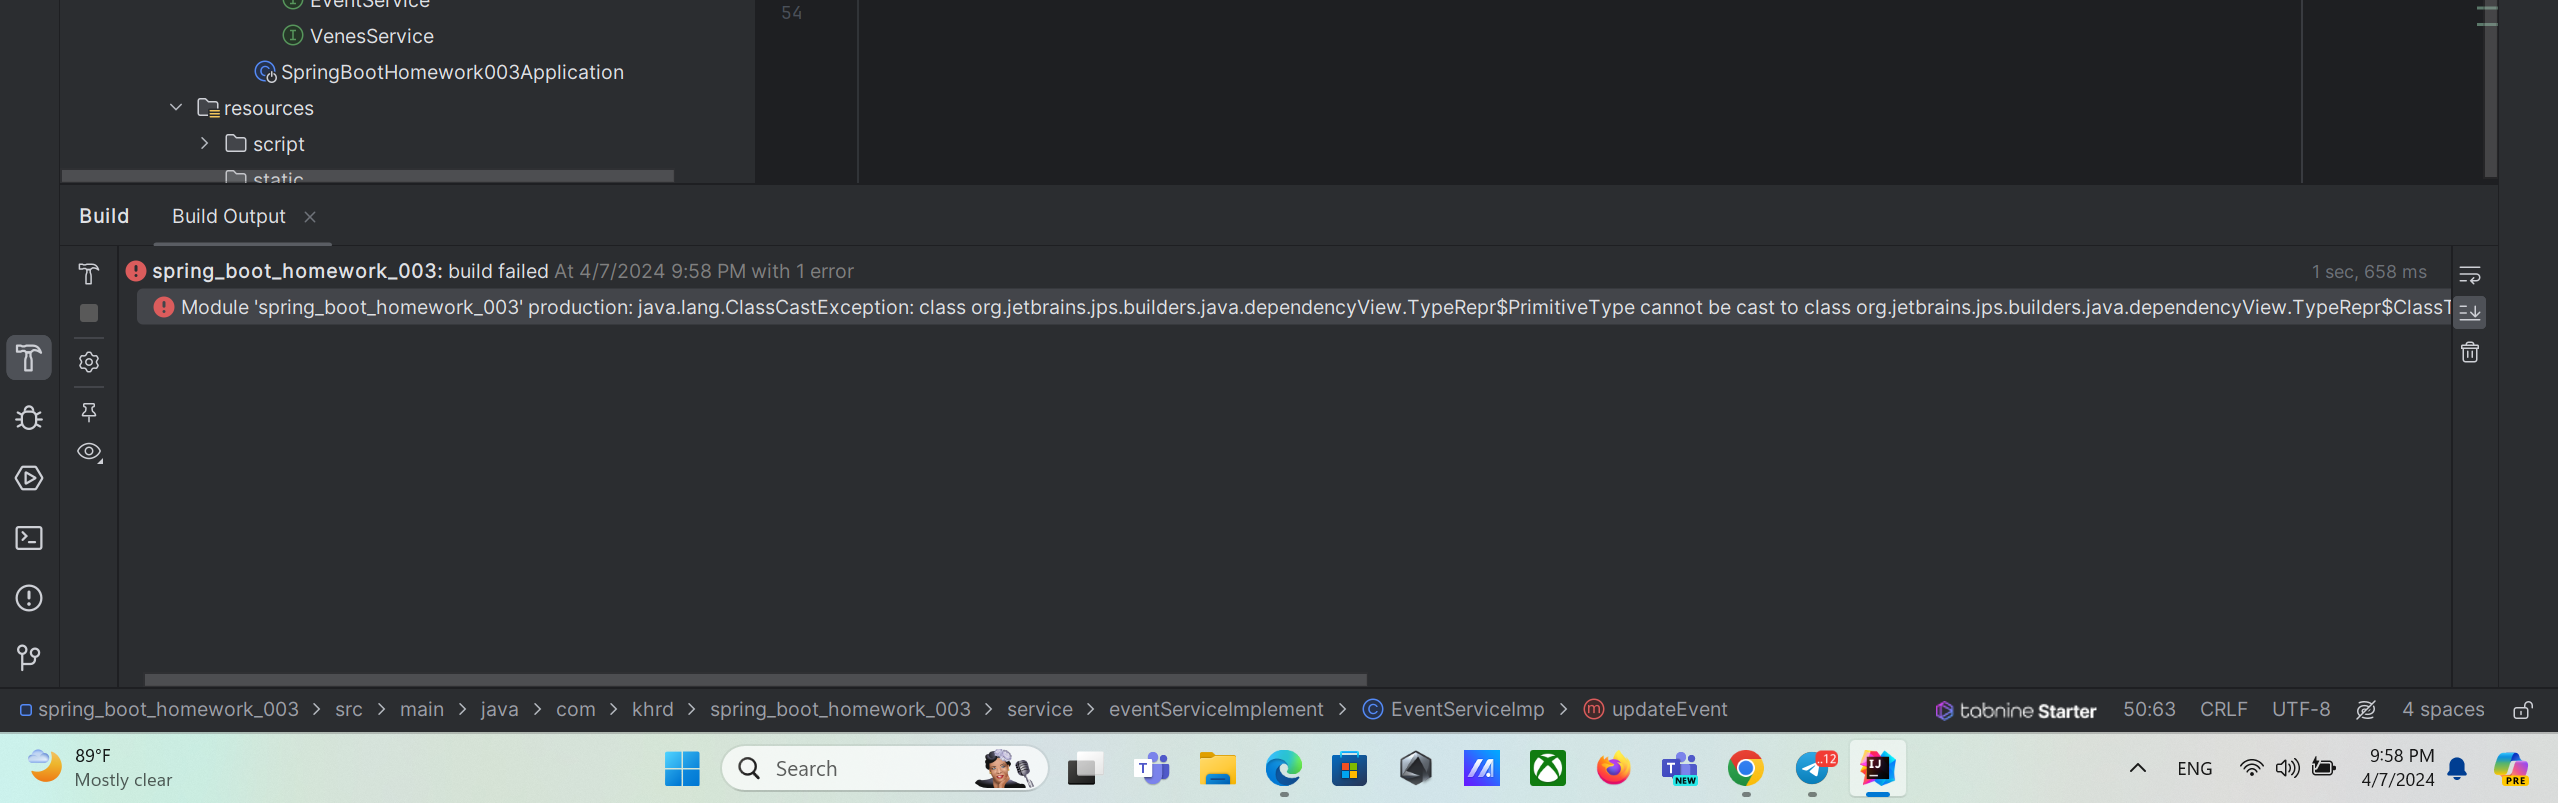 EventService
54
VenesService
SpringBootHomework003Application
resources
script
static
Build
Build Output
spring_boot_homework_003: build failed At 4/7/2024 9:58 PM with 1 error
1 sec, 658 ms
Module 'spring_boot_homework_003' production: java.lang.ClassCastException: class org.jetbrains.jps.builders.java.dependencyView.TypeRepr$PrimitiveType cannot be cast to class org.jetbrains.jps.builders.java.dependencyView.TypeRepr$ClassT
spring_boot_homework_003 > src > main > java > com > khrd > spring_boot_homework_003 > service > eventServiceImplement > EventServiceImp > updateEvent
tabnine Starter
50:63
CRLF
UTF-8
4 spaces
89°F
Mostly clear
Search
T
T
NEW
..12
IJ
ENG
9:58 PM
4/7/2024
PRE